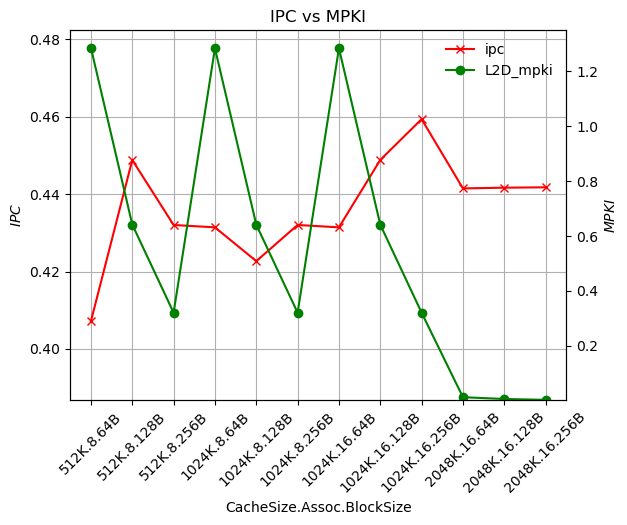 IPC vs MPKI
0.48
0.46
0.44
0.42
0.40
IPC
ipc
L2D_mpki
1.2
1.0
0.8
0.6
0.4
0.2
MPKI
512K.8.64B
512K.8.128B
512K.8.256B
1024K.8.64B
1024K.8.128B
1024K.8.256B
1024K.16.64B
1024K.16.128B
1024K.16.256B
2048K.16.64B
2048K.16.128B
2048K.16.256B
CacheSize.Assoc.BlockSize